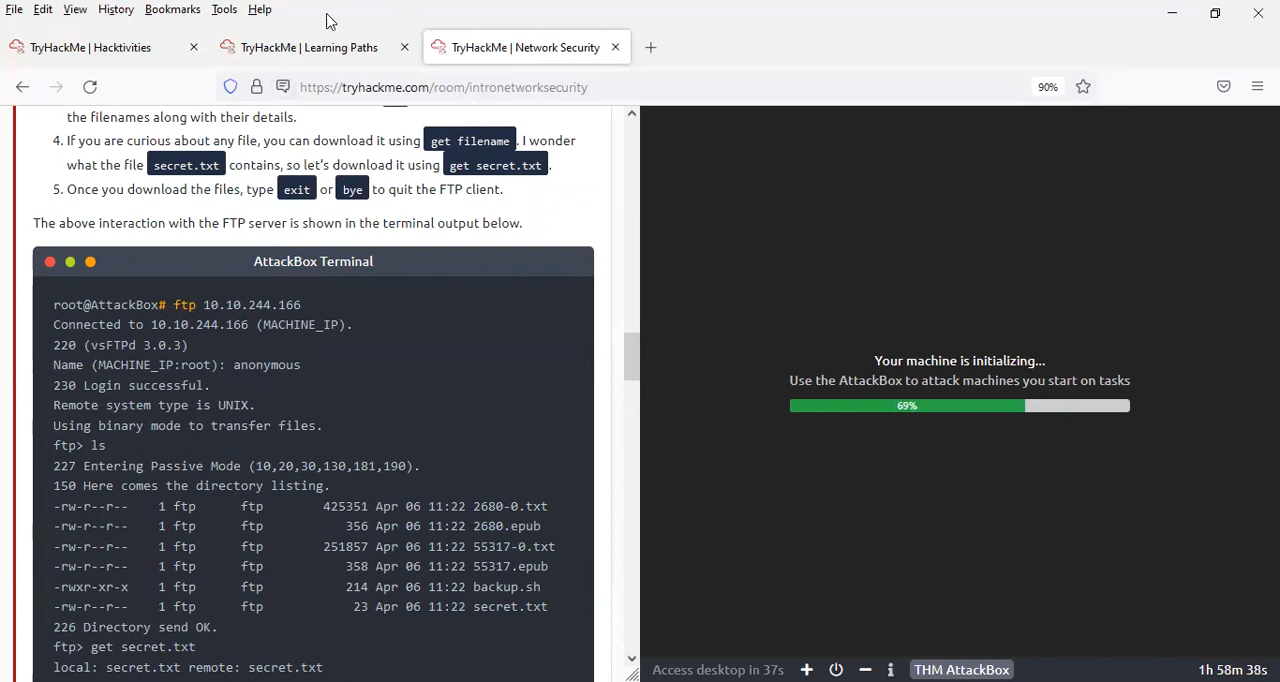 File Edit View History Bookmarks Tools Help
TryHackMe | Hacktivities
TryHackMe | Learning Paths
TryHackMe | Network Security
https://tryhackme.com/room/intronetworksecurity
90%
the filenames along with their details.
4. If you are curious about any file, you can download it using get filename . I wonder
what the file secret.txt contains, so let's download it using get secret.txt .
5. Once you download the files, type exit or bye to quit the FTP client.
The above interaction with the FTP server is shown in the terminal output below.
AttackBox Terminal
root@AttackBox# ftp 10.10.244.166
Connected to 10.10.244.166 (MACHINE_IP).
220 (vsFTPd 3.0.3)
Name (MACHINE_IP:root): anonymous
230 Login successful.
Remote system type is UNIX.
Using binary mode to transfer files.
ftp> ls
227 Entering Passive Mode (10,20,30,130,181,190).
150 Here comes the directory listing.
-rw-r--r-- 1 ftp ftp 425351 Apr 06 11:22 2680-0.txt
-rw-r--r-- 1 ftp ftp 356 Apr 06 11:22 2680.epub
-rw-r--r-- 1 ftp ftp 251857 Apr 06 11:22 55317-0.txt
-rw-r--r-- 1 ftp ftp 358 Apr 06 11:22 55317.epub
-rwxr-xr-x 1 ftp ftp 214 Apr 06 11:22 backup.sh
-rw-r--r-- 1 ftp ftp 23 Apr 06 11:22 secret.txt
226 Directory send OK.
ftp> get secret.txt
local: secret.txt remote: secret.txt
Your machine is initializing...
Use the AttackBox to attack machines you start on tasks
69%
Access desktop in 37s
THM AttackBox
1h 58m 38s